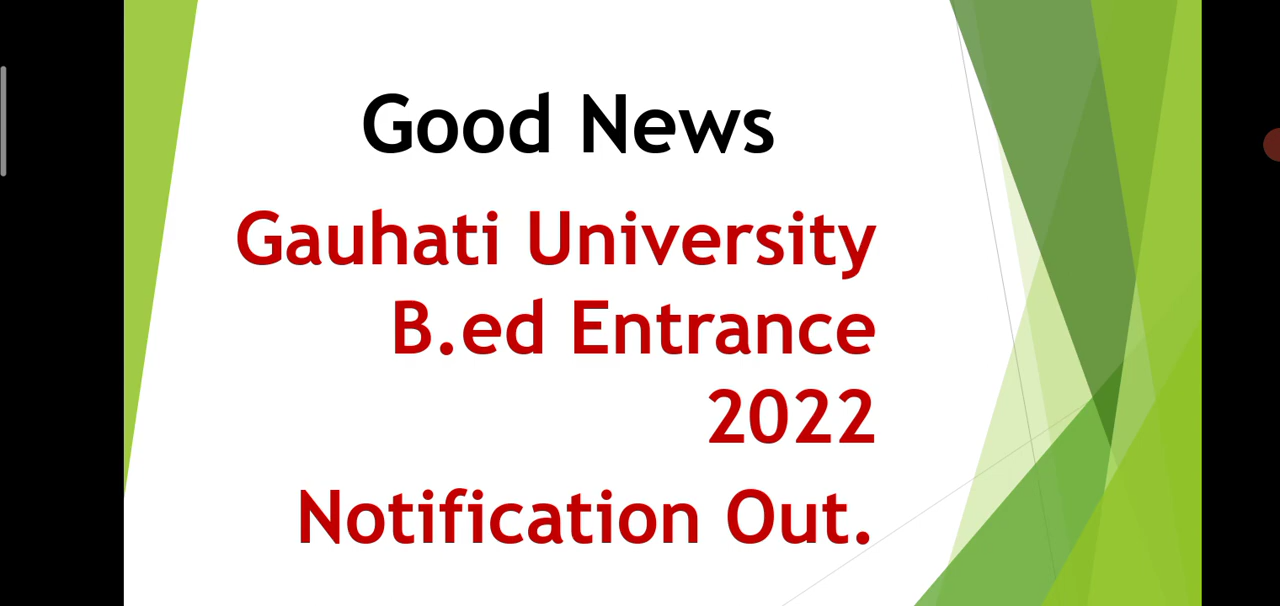 Good News
Gauhati University
B.ed Entrance
2022
Notification Out.